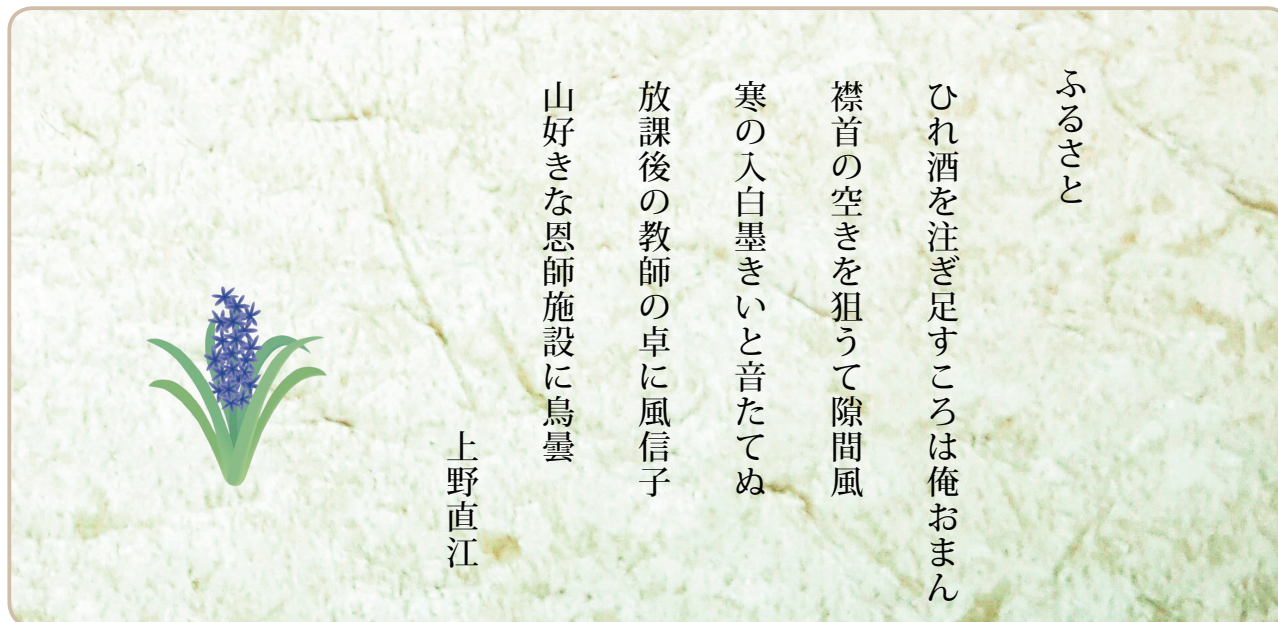 ふるさと
ひれ酒を注ぎ足すころは俺おまん
襟首の空きを狙うて隙間風
寒の入白墨きいと音たてぬ
放課後の教師の卓に風信子
山好きな恩師施設に鳥曇
上野直江